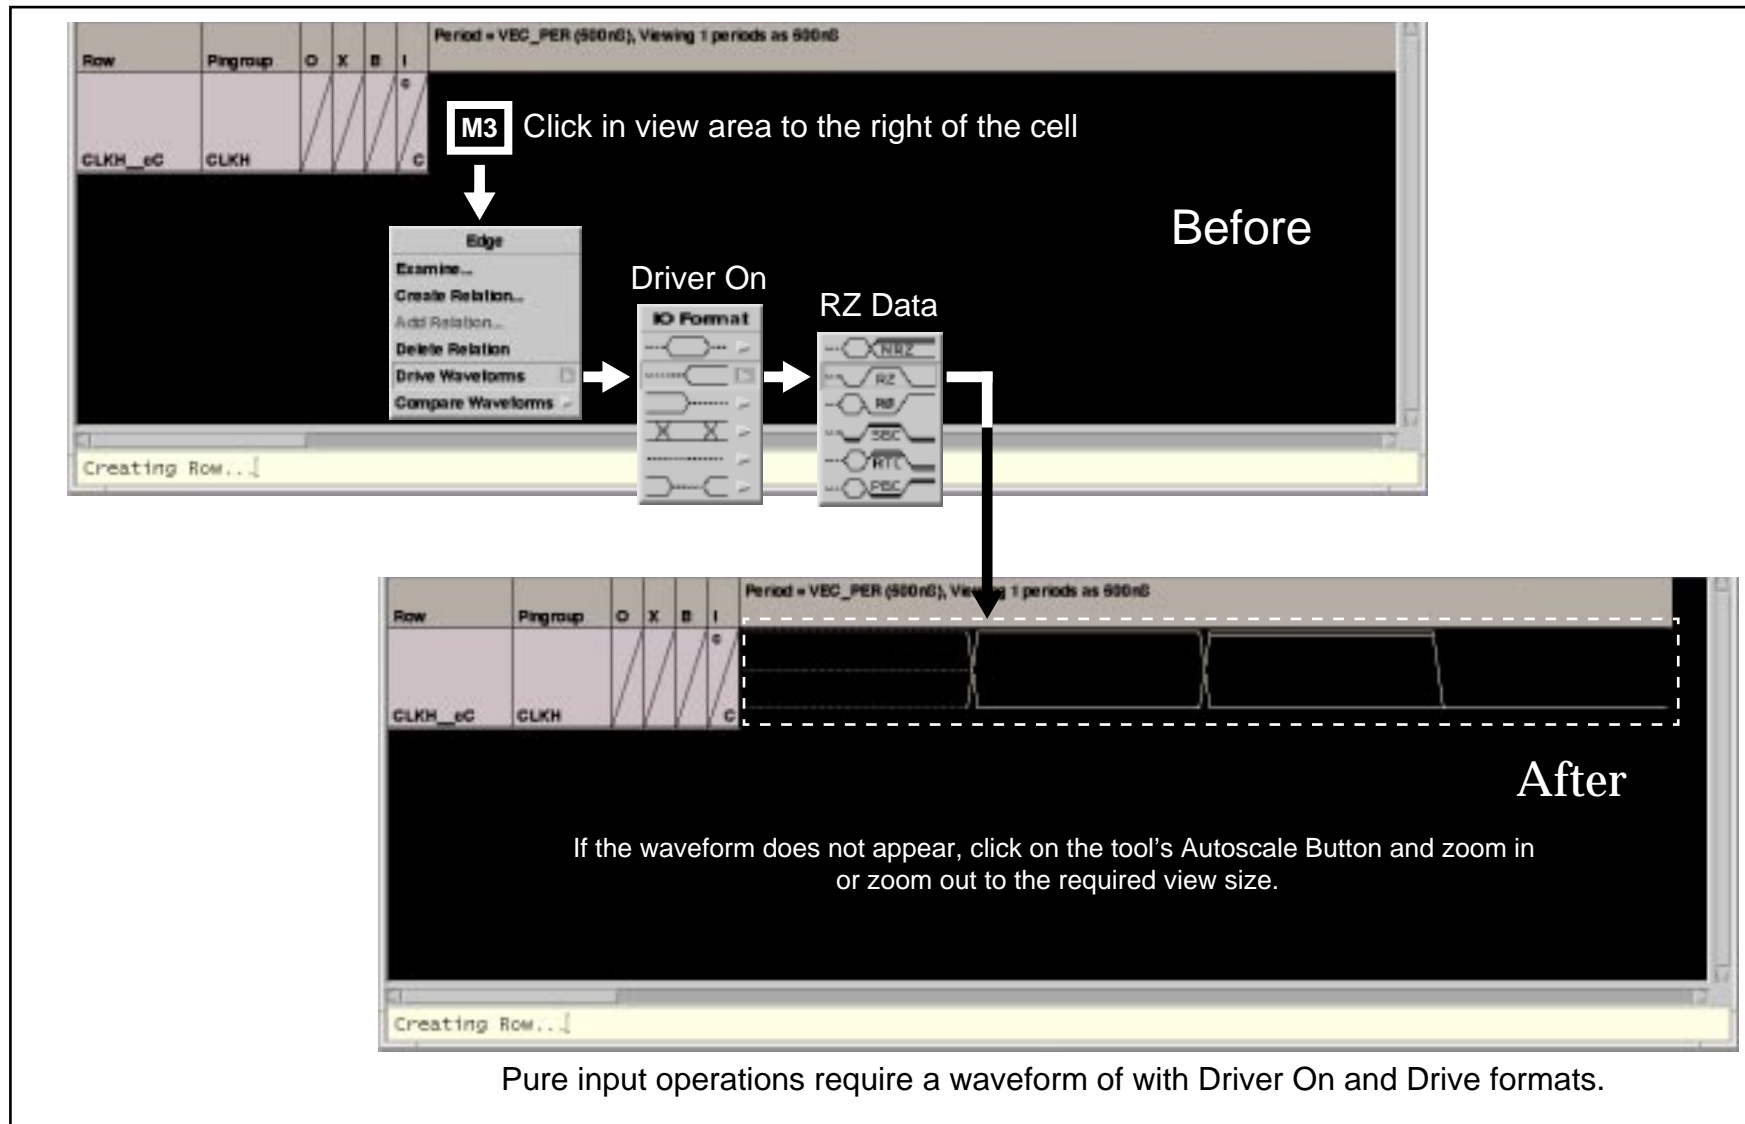 Period = VEC_PER (500nS), Viewing 1 periods as 500nS
Row Pingroup O X B I
C
CLKH__eC CLKH C
M3 Click in view area to the right of the cell
Before
Edge
Examine...
Create Relation...
Add Relation...
Delete Relation
Drive Waveforms
Compare Waveforms
Driver On
IO Format
X X
RZ Data
NRZ
RZ
RØ
SBC
RTC
PBC
Creating Row...
Period = VEC_PER (500nS), Viewing 1 periods as 500nS
Row Pingroup O X B I
C
CLKH__eC CLKH C
After
If the waveform does not appear, click on the tool's Autoscale Button and zoom in
or zoom out to the required view size.
Creating Row...
Pure input operations require a waveform of with Driver On and Drive formats.